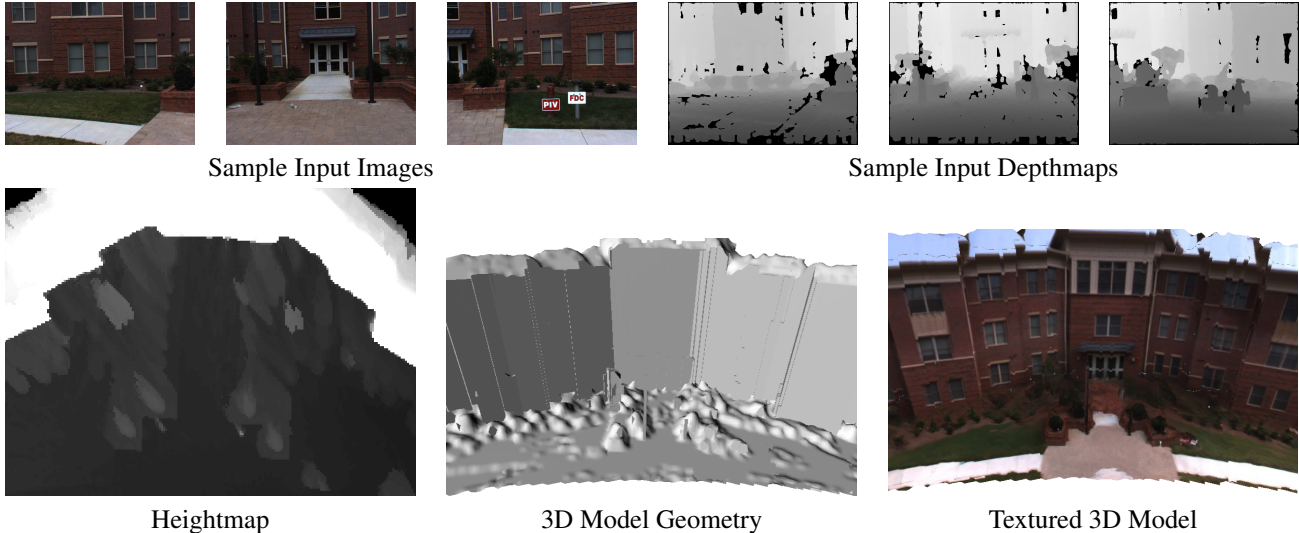 PIV
FDC
Sample Input Images
Sample Input Depthmaps
Heightmap
3D Model Geometry
Textured 3D Model